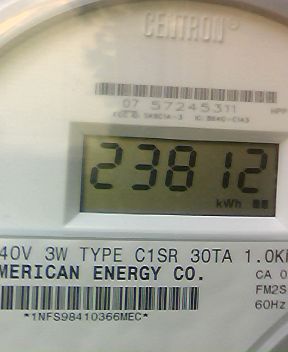 CENTRON®
07 57245311
23812
kWh
40V 3W TYPE C1SR 30TA 1.0K
MERICAN ENERGY CO.
CA 0
FM2S
60Hz
*1NFS98410366MEC*